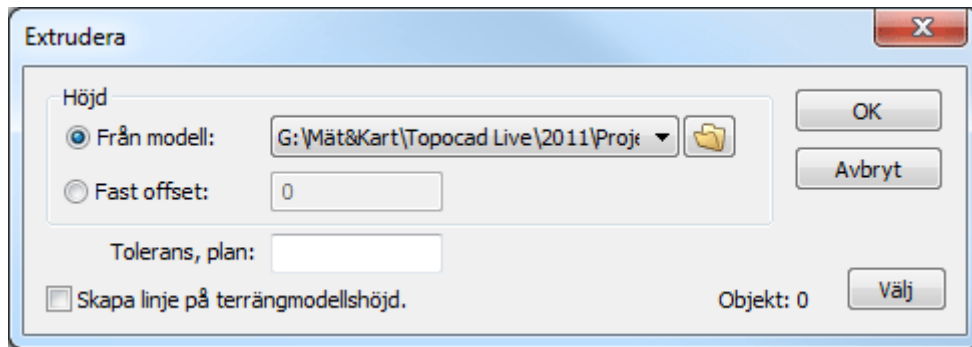 Extrudera
Höjd
Från modell: G:\Mät&Kart\Topocad Live\2011\Proje
OK
Fast offset: 0
Avbryt
Tolerans, plan:
Skapa linje på terrängmodellshöjd. Objekt: 0 Välj